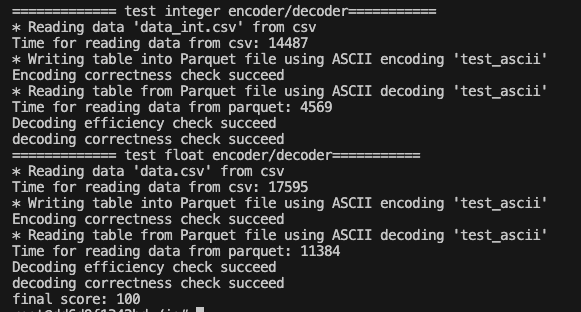 ============= test integer encoder/decoder===========
* Reading data 'data_int.csv' from csv
Time for reading data from csv: 14487
* Writing table into Parquet file using ASCII encoding 'test_ascii'
Encoding correctness check succeed
* Reading table from Parquet file using ASCII decoding 'test_ascii'
Time for reading data from parquet: 4569
Decoding efficiency check succeed
decoding correctness check succeed
============= test float encoder/decoder===========
* Reading data 'data.csv' from csv
Time for reading data from csv: 17595
* Writing table into Parquet file using ASCII encoding 'test_ascii'
Encoding correctness check succeed
* Reading table from Parquet file using ASCII decoding 'test_ascii'
Time for reading data from parquet: 11384
Decoding efficiency check succeed
decoding correctness check succeed
final score: 100